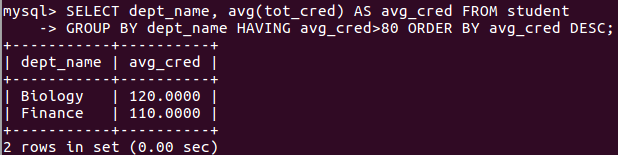 mysql> SELECT dept_name, avg(tot_cred) AS avg_cred FROM student
    -> GROUP BY dept_name HAVING avg_cred>80 ORDER BY avg_cred DESC;
+-----------+----------+
| dept_name | avg_cred |
+-----------+----------+
| Biology   | 120.0000 |
| Finance   | 110.0000 |
+-----------+----------+
2 rows in set (0.00 sec)